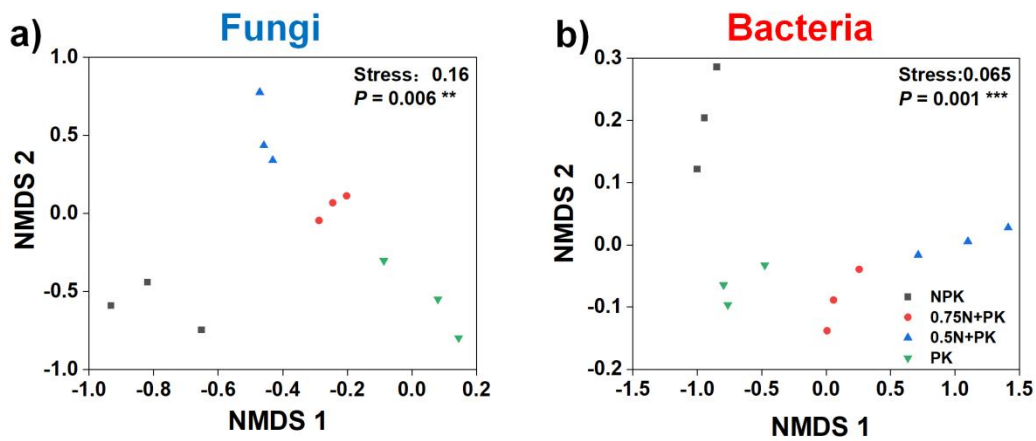 a)
Fungi
Stress: 0.16
P = 0.006 **
NMDS 2
1.0
0.5
0.0
-0.5
-1.0
-1.0 -0.8 -0.6 -0.4 -0.2 0.0 0.2
NMDS 1
b)
Bacteria
Stress:0.065
P = 0.001 ***
NMDS 2
0.3
0.2
0.1
0.0
-0.1
-0.2
NPK
0.75N+PK
0.5N+PK
PK
-1.5 -1.0 -0.5 0.0 0.5 1.0 1.5
NMDS 1